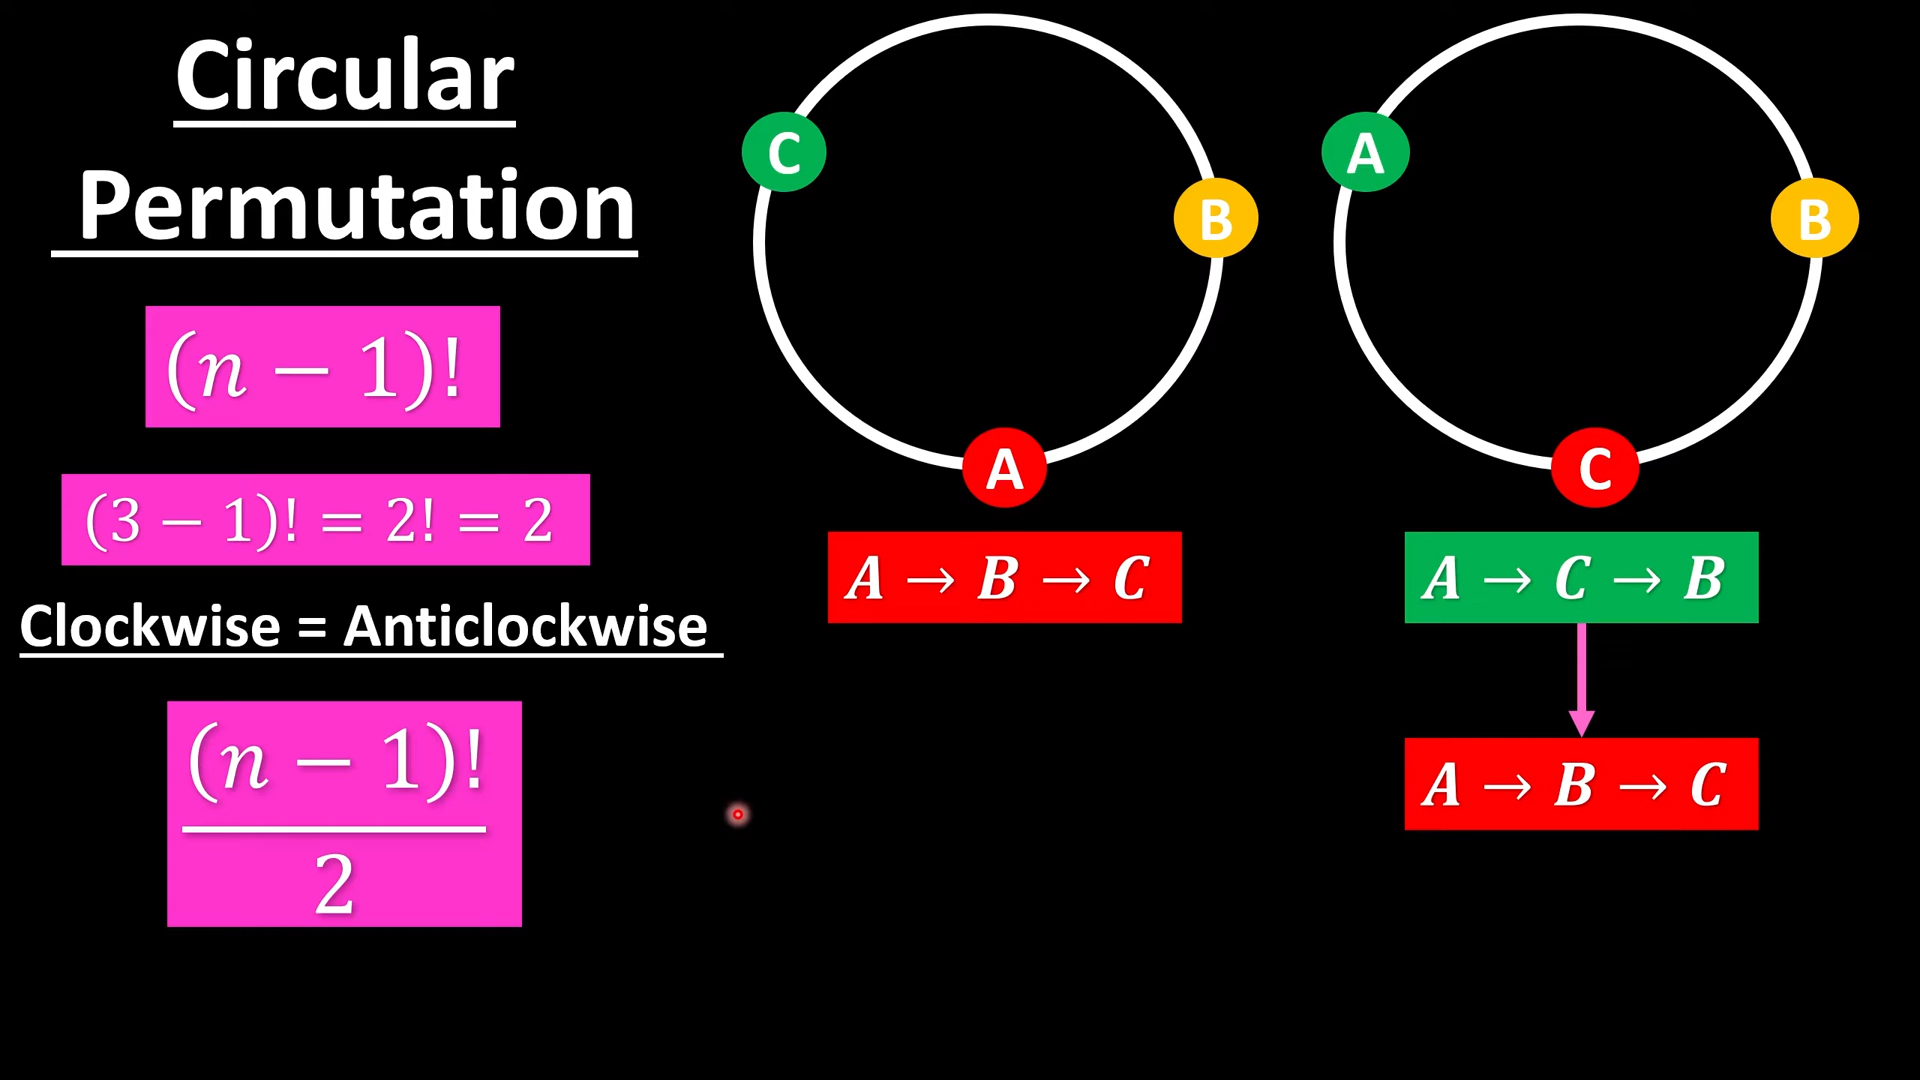 Circular
Permutation
(n − 1)!
(3 − 1)! = 2! = 2
Clockwise = Anticlockwise
(n − 1)!
2
C
B
A
A → B → C
A
B
C
A → C → B
A → B → C